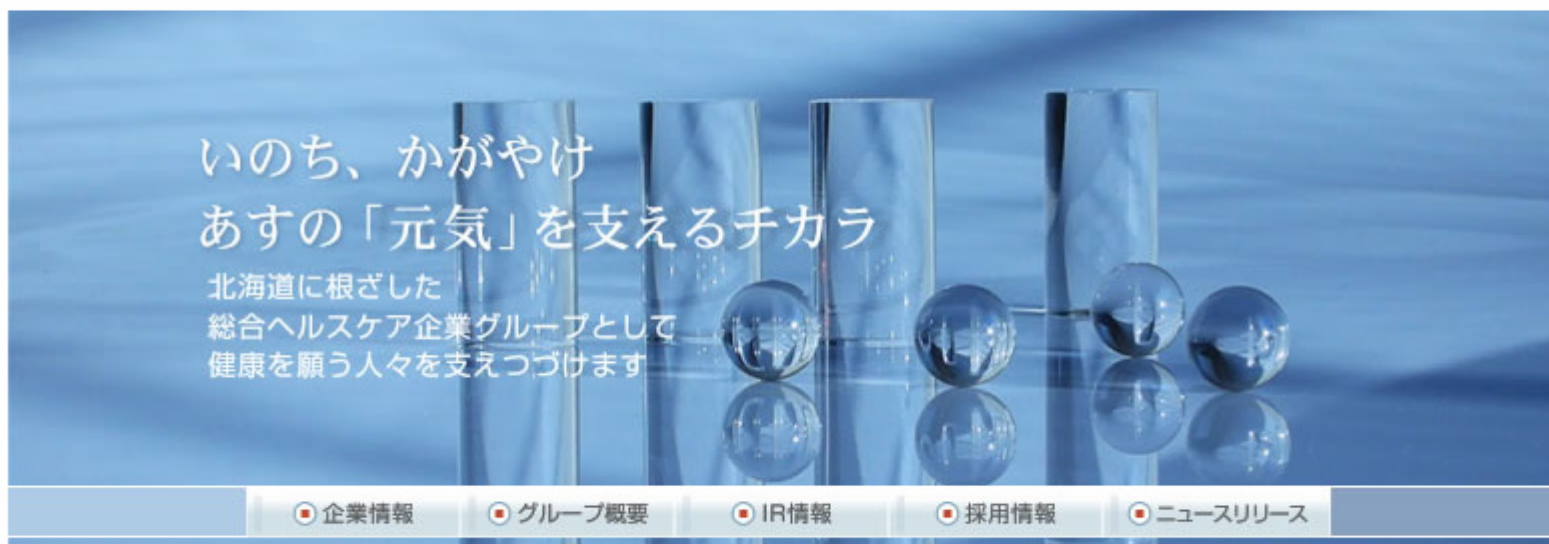 いのち、かがやけ
あすの「元気」を支えるチカラ
北海道に根ざした
総合ヘルスケア企業グループとして
健康を願う人々を支えつづけます
企業情報 グループ概要 IR情報 採用情報 ニュースリリース